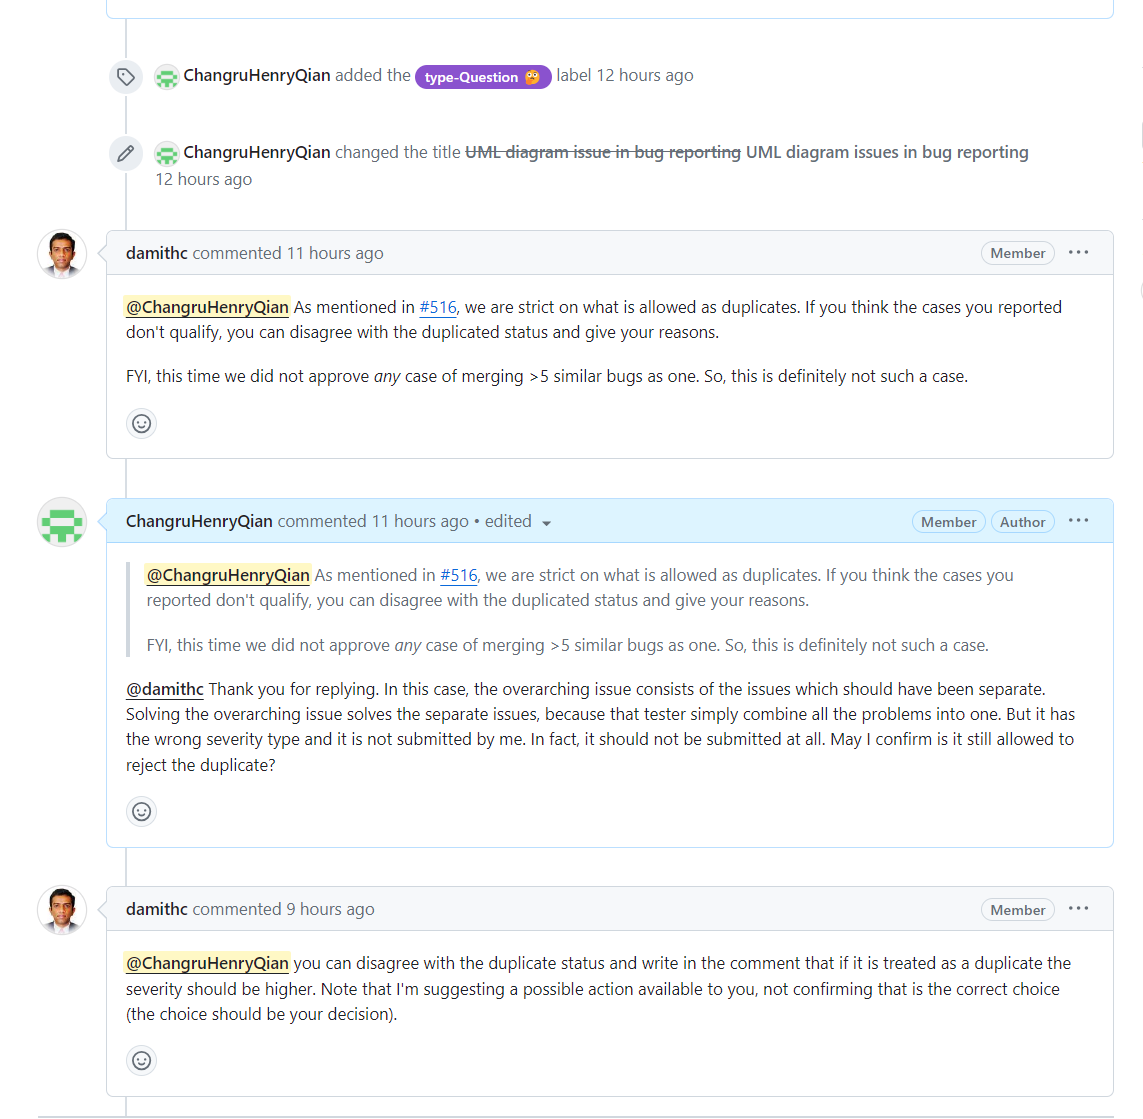 ChangruHenryQian added the type-Question 🤔 label 12 hours ago
ChangruHenryQian changed the title UML diagram issue in bug reporting UML diagram issues in bug reporting
12 hours ago
damithc commented 11 hours ago Member ...
@ChangruHenryQian As mentioned in #516, we are strict on what is allowed as duplicates. If you think the cases you reported
don't qualify, you can disagree with the duplicated status and give your reasons.
FYI, this time we did not approve any case of merging >5 similar bugs as one. So, this is definitely not such a case.
ChangruHenryQian commented 11 hours ago • edited Member Author ...
@ChangruHenryQian As mentioned in #516, we are strict on what is allowed as duplicates. If you think the cases you
reported don't qualify, you can disagree with the duplicated status and give your reasons.
FYI, this time we did not approve any case of merging >5 similar bugs as one. So, this is definitely not such a case.
@damithc Thank you for replying. In this case, the overarching issue consists of the issues which should have been separate.
Solving the overarching issue solves the separate issues, because that tester simply combine all the problems into one. But it has
the wrong severity type and it is not submitted by me. In fact, it should not be submitted at all. May I confirm is it still allowed to
reject the duplicate?
damithc commented 9 hours ago Member ...
@ChangruHenryQian you can disagree with the duplicate status and write in the comment that if it is treated as a duplicate the
severity should be higher. Note that I'm suggesting a possible action available to you, not confirming that is the correct choice
(the choice should be your decision).